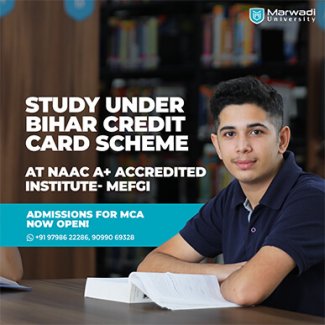 Marwadi
University
STUDY UNDER
BIHAR CREDIT
CARD SCHEME
AT NAAC A+ ACCREDITED
INSTITUTE- MEFGI
ADMISSIONS FOR MCA
NOW OPEN!
+91 97986 22286, 90990 69328